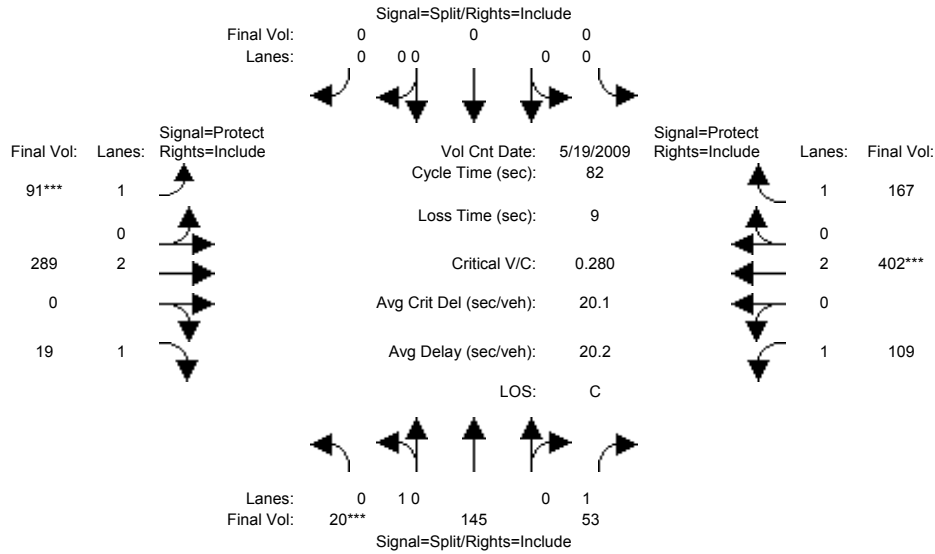 Signal=Split/Rights=Include
Final Vol: 0 0 0
Lanes: 0 0 0 0 0
Signal=Protect Signal=Protect
Final Vol: Lanes: Rights=Include Vol Cnt Date: 5/19/2009 Rights=Include Lanes: Final Vol:
Cycle Time (sec): 82
91*** 1 1 167
Loss Time (sec): 9
0 0
289 2 Critical V/C: 0.280 2 402***
0 Avg Crit Del (sec/veh): 20.1 0
19 1 Avg Delay (sec/veh): 20.2 1 109
LOS: C
Lanes: 0 1 0 0 1
Final Vol: 20*** 145 53
Signal=Split/Rights=Include